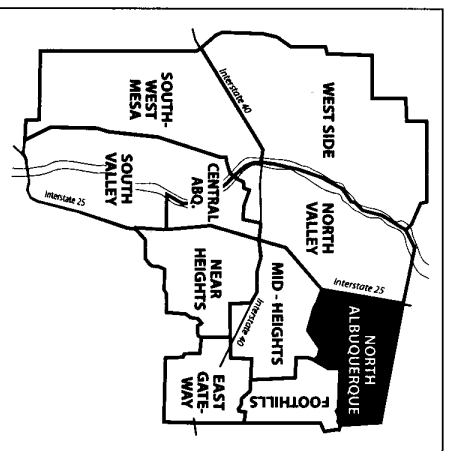 WEST SIDE
Interstate 40
SOUTH-
WEST
MESA
NORTH
VALLEY
CENTRAL
ABQ.
SOUTH
VALLEY
Interstate 25
Interstate 25
NORTH
ALBUQUERQUE
MID - HEIGHTS
Interstate 40
NEAR
HEIGHTS
FOOTHILLS
EAST
GATE-
WAY